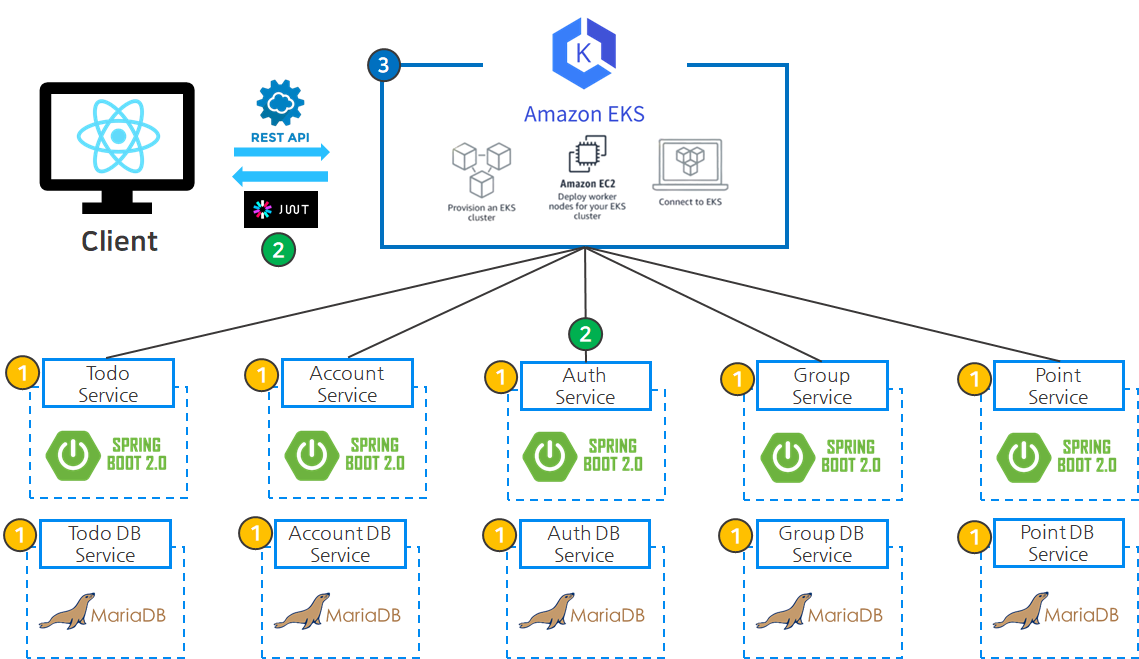 K
3
Amazon EKS
REST API
JWT
2
Client
Provision an EKS
cluster
Amazon EC2
Deploy worker
nodes for your EKS
cluster
Connect to EKS
2
1
Todo
Service
1
Account
Service
1
Auth
Service
1
Group
Service
1
Point
Service
SPRING
BOOT 2.0
SPRING
BOOT 2.0
SPRING
BOOT 2.0
SPRING
BOOT 2.0
SPRING
BOOT 2.0
1
Todo DB
Service
1
Account DB
Service
1
Auth DB
Service
1
Group DB
Service
1
Point DB
Service
MariaDB
MariaDB
MariaDB
MariaDB
MariaDB